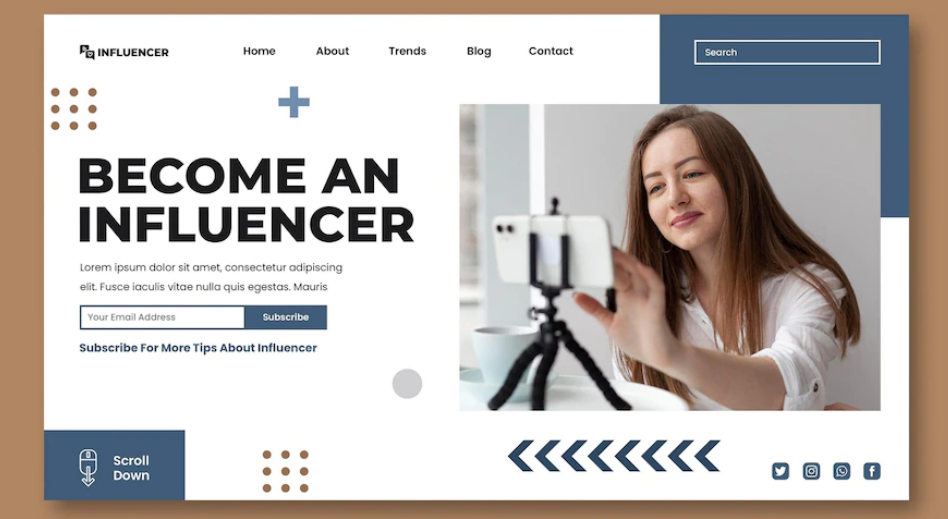 INFLUENCER
Home
About
Trends
Blog
Contact
Search
BECOME AN
INFLUENCER
Lorem ipsum dolor sit amet, consectetur adipiscing
elit. Fusce iaculis vitae nulla quis egestas. Mauris
Your Email Address
Subscribe
Subscribe For More Tips About Influencer
Scroll
Down